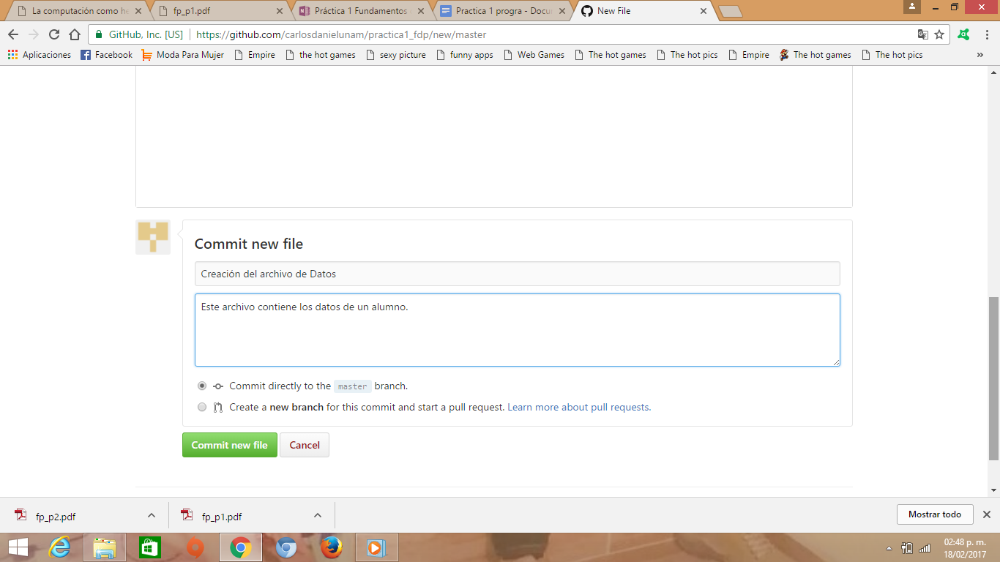 La computación como he
fp_p1.pdf
Práctica 1 Fundamentos
Practica 1 progra - Docu
New File
GitHub, Inc. [US]
https://github.com/carlosdanielunam/practica1_fdp/new/master
Aplicaciones
Facebook
Moda Para Mujer
Empire
the hot games
sexy picture
funny apps
Web Games
The hot games
The hot pics
Empire
The hot games
The hot pics
»
Commit new file
Creación del archivo de Datos
Este archivo contiene los datos de un alumno.
Commit directly to the master branch.
Create a new branch for this commit and start a pull request. Learn more about pull requests.
Commit new file
Cancel
fp_p2.pdf
fp_p1.pdf
Mostrar todo
02:48 p. m.
18/02/2017